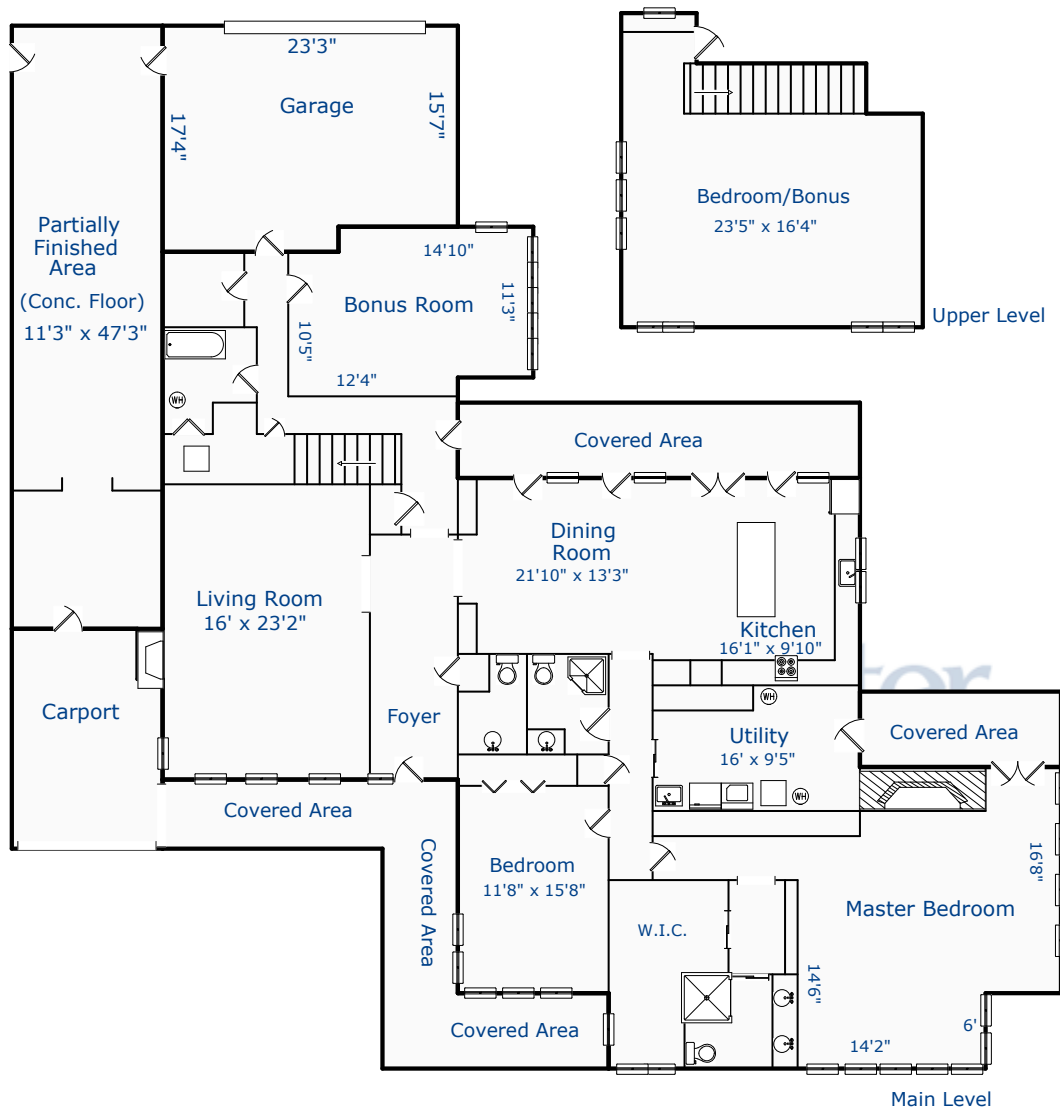 23'3"
Garage
15'7"
17'4"
Partially
Finished
Area
(Conc. Floor)
11'3" x 47'3"
14'10"
Bonus Room
11'3"
10'5"
12'4"
WH
Bedroom/Bonus
23'5" x 16'4"
Upper Level
Covered Area
Dining
Room
21'10" x 13'3"
Living Room
16' x 23'2"
Kitchen
16'1" x 9'10"
Carport
Foyer
WH
Utility
16' x 9'5"
WH
Covered Area
Covered Area
Covered Area
Bedroom
11'8" x 15'8"
W.I.C.
16'8"
Master Bedroom
14'6"
6'
14'2"
Covered Area
Main Level